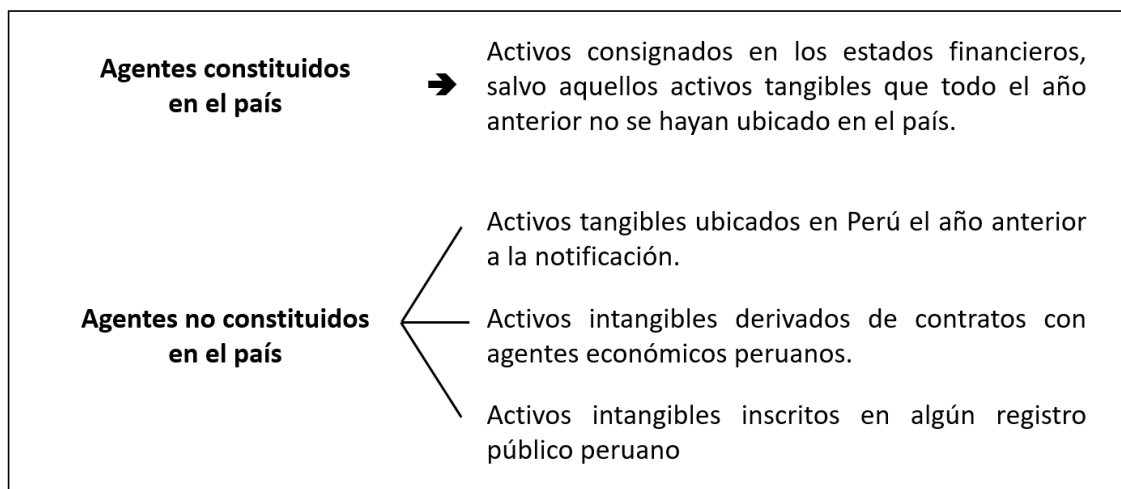 Agentes constituidos
en el país
Activos consignados en los estados financieros,
salvo aquellos activos tangibles que todo el año
anterior no se hayan ubicado en el país.
Agentes no constituidos
en el país
Activos tangibles ubicados en Perú el año anterior
a la notificación.
Activos intangibles derivados de contratos con
agentes económicos peruanos.
Activos intangibles inscritos en algún registro
público peruano